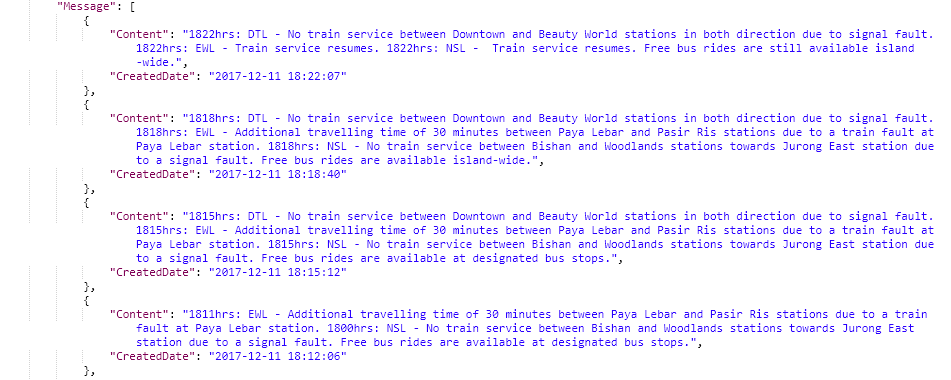 "Message": [
{
"Content": "1822hrs: DTL - No train service between Downtown and Beauty World stations in both direction due to signal fault.
1822hrs: EWL - Train service resumes. 1822hrs: NSL -  Train service resumes. Free bus rides are still available island
-wide.",
"CreatedDate": "2017-12-11 18:22:07"
},
{
"Content": "1818hrs: DTL - No train service between Downtown and Beauty World stations in both direction due to signal fault.
1818hrs: EWL - Additional travelling time of 30 minutes between Paya Lebar and Pasir Ris stations due to a train fault at
Paya Lebar station. 1818hrs: NSL - No train service between Bishan and Woodlands stations towards Jurong East station due
to a signal fault. Free bus rides are available island-wide.",
"CreatedDate": "2017-12-11 18:18:40"
},
{
"Content": "1815hrs: DTL - No train service between Downtown and Beauty World stations in both direction due to signal fault.
1815hrs: EWL - Additional travelling time of 30 minutes between Paya Lebar and Pasir Ris stations due to a train fault at
Paya Lebar station. 1815hrs: NSL - No train service between Bishan and Woodlands stations towards Jurong East station due
to a signal fault. Free bus rides are available at designated bus stops.",
"CreatedDate": "2017-12-11 18:15:12"
},
{
"Content": "1811hrs: EWL - Additional travelling time of 30 minutes between Paya Lebar and Pasir Ris stations due to a train
fault at Paya Lebar station. 1800hrs: NSL - No train service between Bishan and Woodlands stations towards Jurong East
station due to a signal fault. Free bus rides are available at designated bus stops.",
"CreatedDate": "2017-12-11 18:12:06"
},